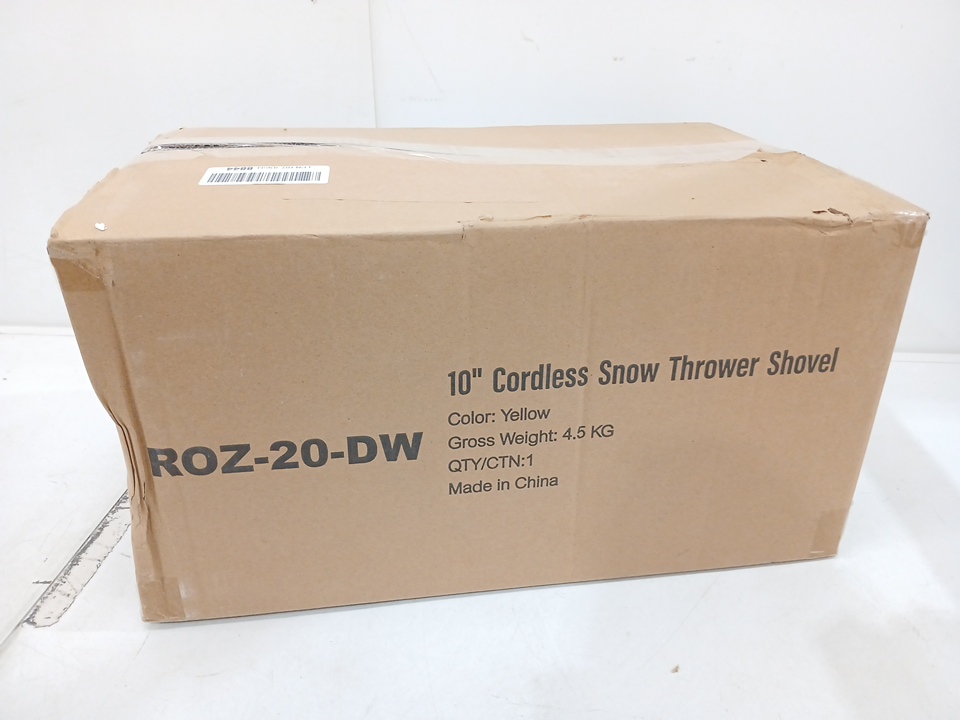 8844
ROZ-20-DW
10" Cordless Snow Thrower Shovel
Color: Yellow
Gross Weight: 4.5 KG
QTY/CTN:1
Made in China